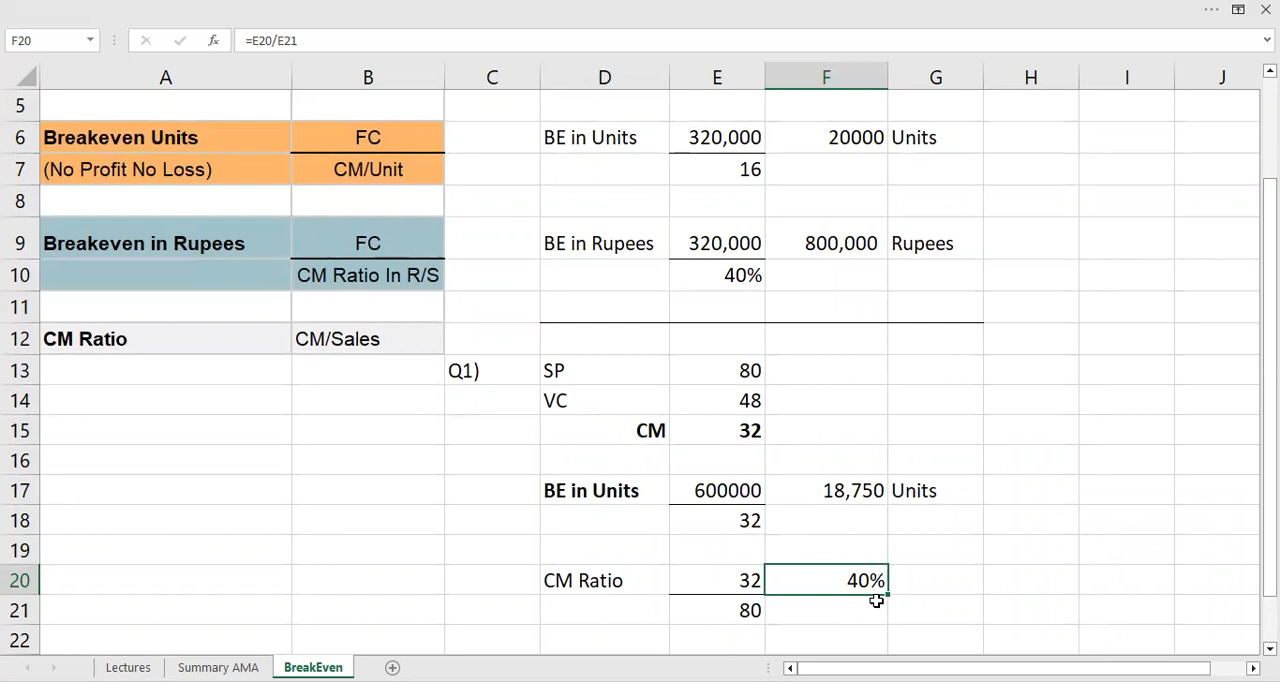 F20 fx =E20/E21
A B C D E F G H I J
5
6 Breakeven Units FC BE in Units 320,000 20000 Units
7 (No Profit No Loss) CM/Unit 16
8
9 Breakeven in Rupees FC BE in Rupees 320,000 800,000 Rupees
10 CM Ratio In R/S 40%
11
12 CM Ratio CM/Sales
13 Q1) SP 80
14 VC 48
15 CM 32
16
17 BE in Units 600000 18,750 Units
18 32
19
20 CM Ratio 32 40%
21 80
22
Lectures Summary AMA BreakEven